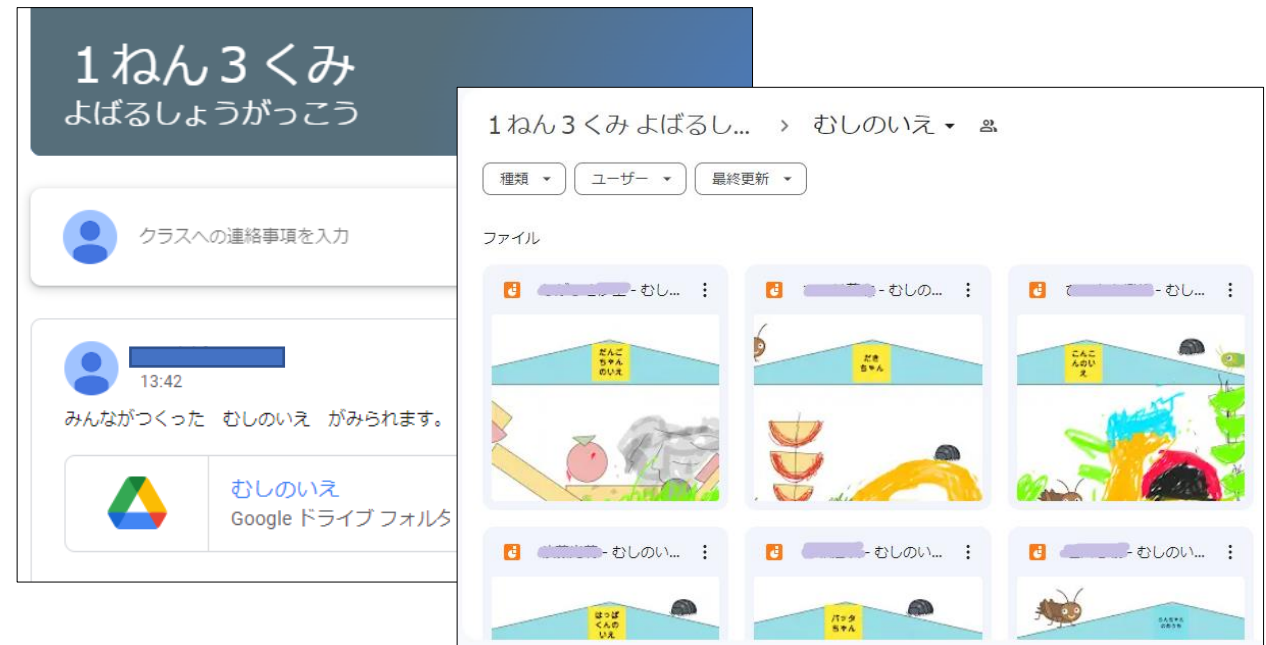 1ねん3くみ
よばるしょうがっこう
クラスへの連絡事項を入力
13:42
みんながつくった むしのいえ がみられます。
むしのいえ
Google ドライブ フォルダ
1ねん3くみ よばるし... › むしのいえ
種類
ユーザー
最終更新
ファイル
- むし...
- むしの...
- むし...
だんご
ちゃん
のいえ
だき
ちゃん
こんこ
んのい
え
- むしのい...
- むしのい...
- むしのい...
はっぱ
くんの
いえ
バッタ
ちゃん